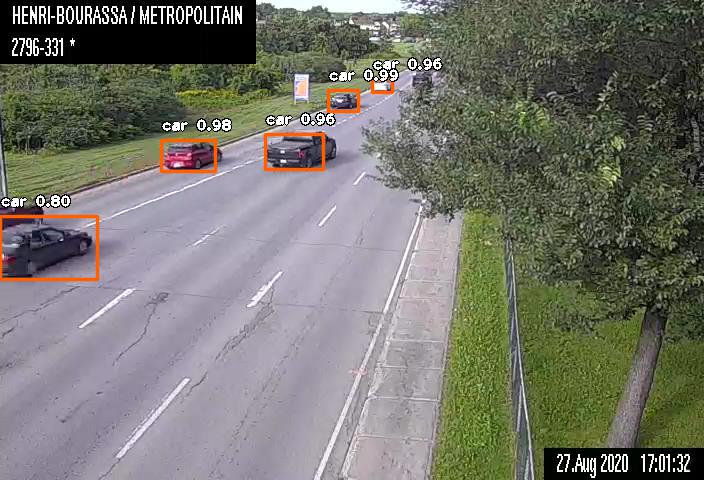 HENRI-BOURASSA / METROPOLITAIN
2796-331 *
car 0.96
car 0.99
car 0.96
car 0.98
car 0.80
27.Aug 2020 17:01:32